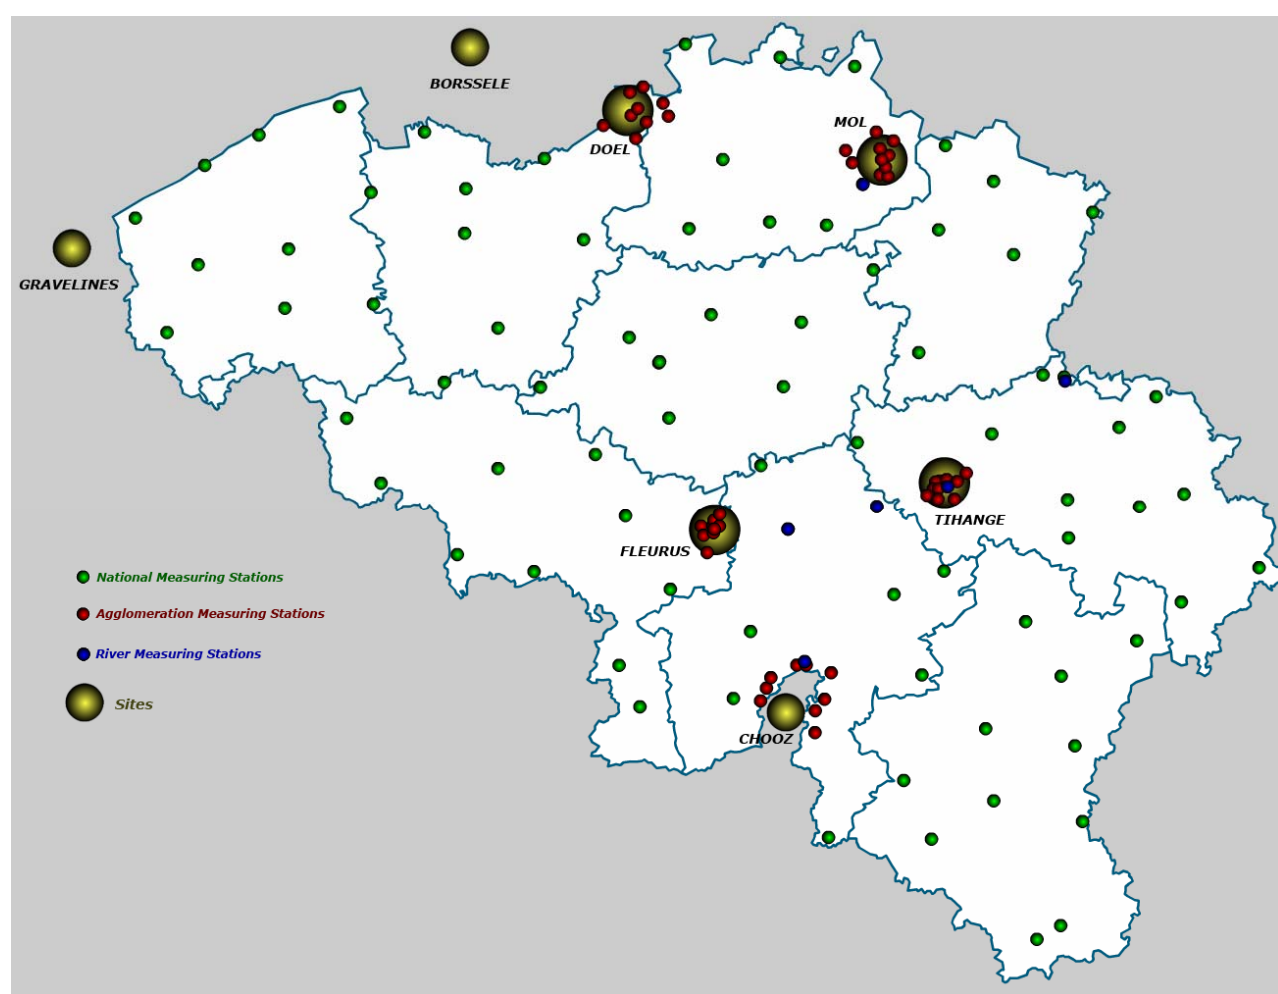 BORSSELE
MOL
DOEL
GRAVELINES
TIHANGE
FLEURUS
National Measuring Stations
Agglomeration Measuring Stations
River Measuring Stations
Sites
CHOOZ